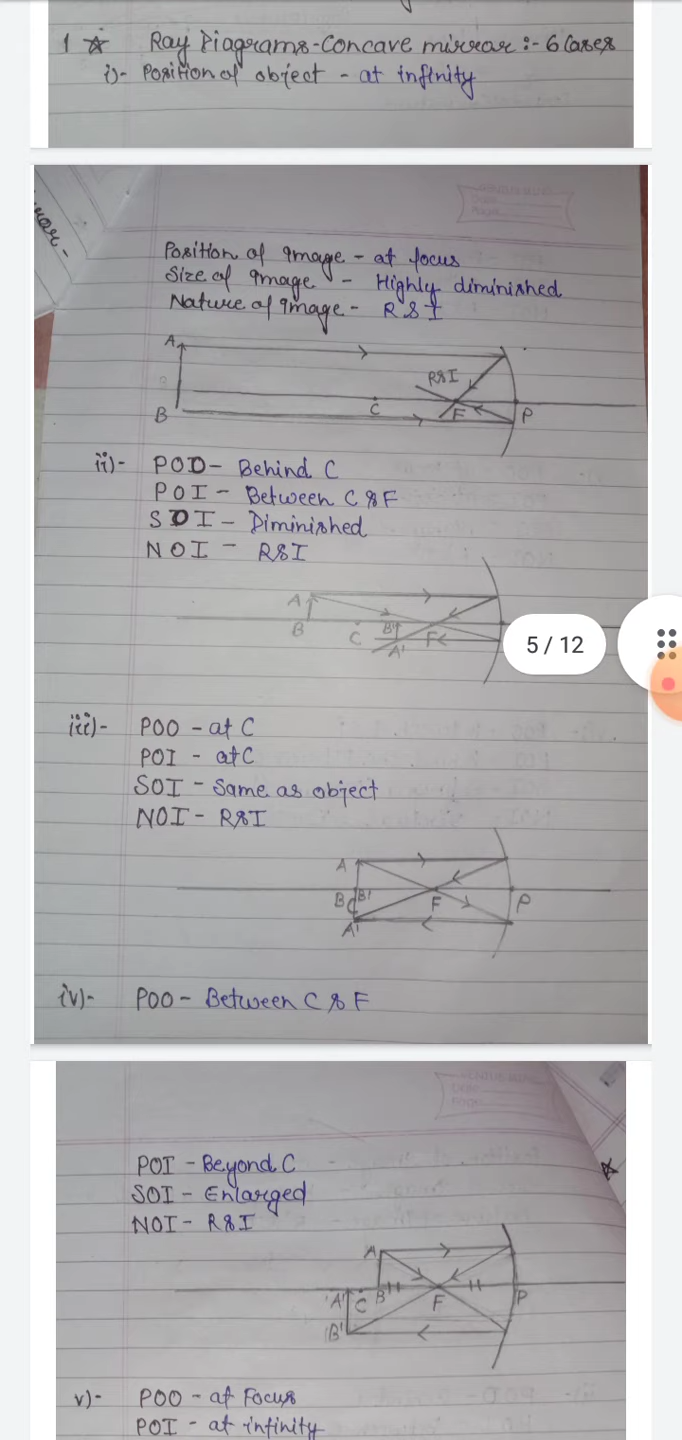 1 ☆ Ray Diagrams-Concave mirror :- 6 Cases
i)- Position of object - at infinity
Position of Image - at focus
Size of Image - Highly diminished
Nature of Image - R&I
A
R&I
C
F
P
B
ii)- POO - Behind C
POI - Between C & F
SOI - Diminished
NOI - R&I
A
B
C
B'
F
A'
5 / 12
iii)- POO - at C
POI - at C
SOI - Same as object
NOI - R&I
A
B
C
B'
F
P
A'
iv)- POO - Between C & F
POI - Beyond C
SOI - Enlarged
NOI - R&I
A
A'
C
B
F
P
B'
v)- POO - at Focus
POI - at infinity